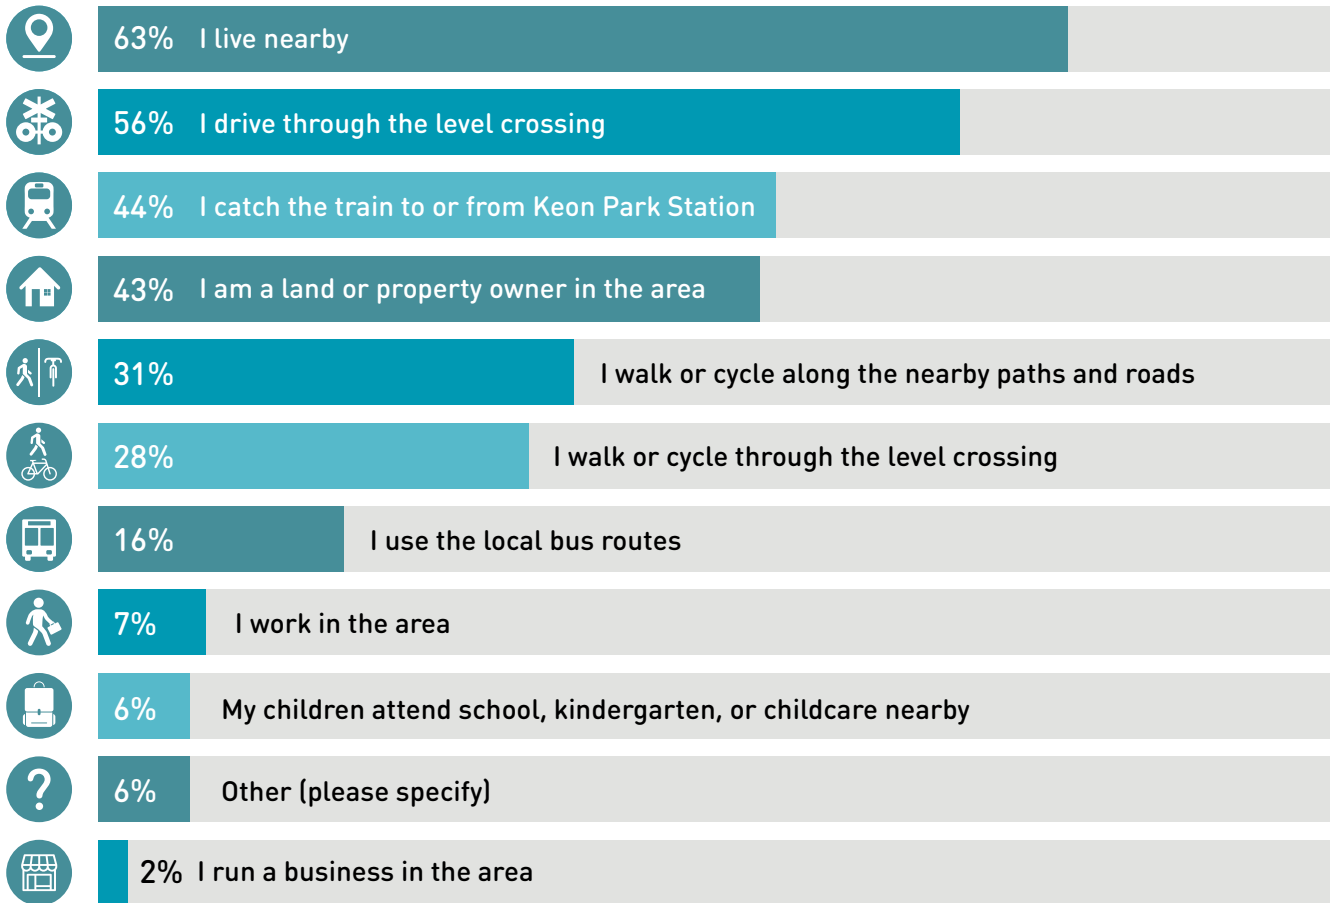 63% I live nearby
56% I drive through the level crossing
44% I catch the train to or from Keon Park Station
43% I am a land or property owner in the area
31% I walk or cycle along the nearby paths and roads
28% I walk or cycle through the level crossing
16% I use the local bus routes
7% I work in the area
6% My children attend school, kindergarten, or childcare nearby
? 6% Other (please specify)
2% I run a business in the area